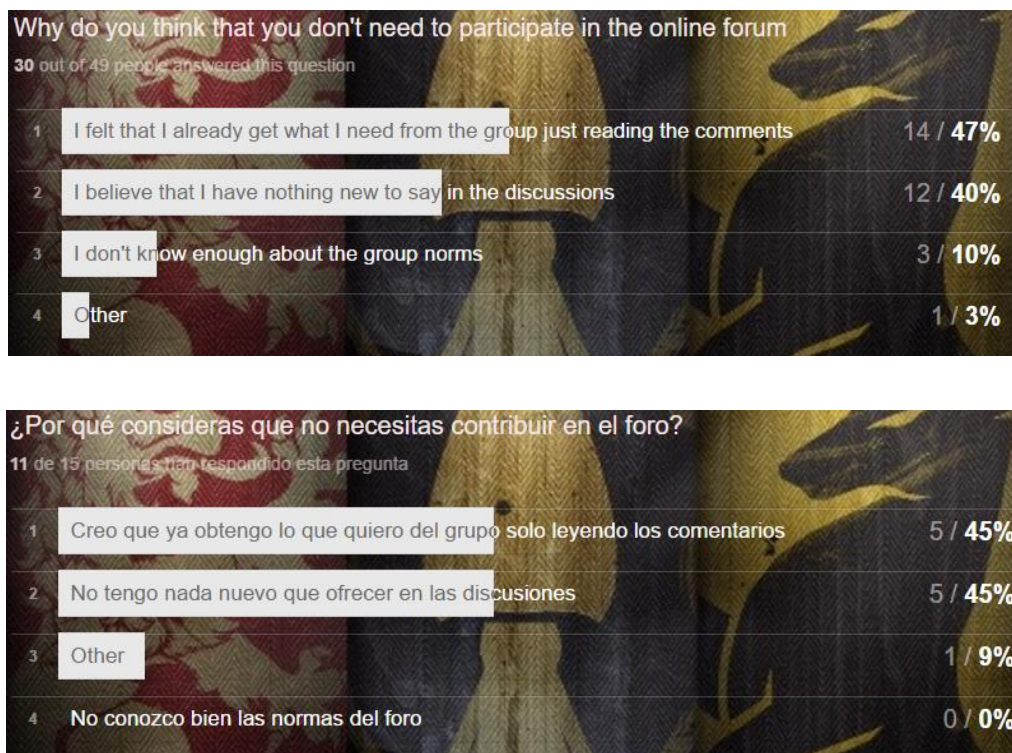 Why do you think that you don't need to participate in the online forum
30 out of 49 people answered this question
1 I felt that I already get what I need from the group just reading the comments 14 / 47%
2 I believe that I have nothing new to say in the discussions 12 / 40%
3 I don't know enough about the group norms 3 / 10%
4 Other 1 / 3%
¿Por qué consideras que no necesitas contribuir en el foro?
11 de 15 personas han respondido esta pregunta
1 Creo que ya obtengo lo que quiero del grupo solo leyendo los comentarios 5 / 45%
2 No tengo nada nuevo que ofrecer en las discusiones 5 / 45%
3 Other 1 / 9%
4 No conozco bien las normas del foro 0 / 0%